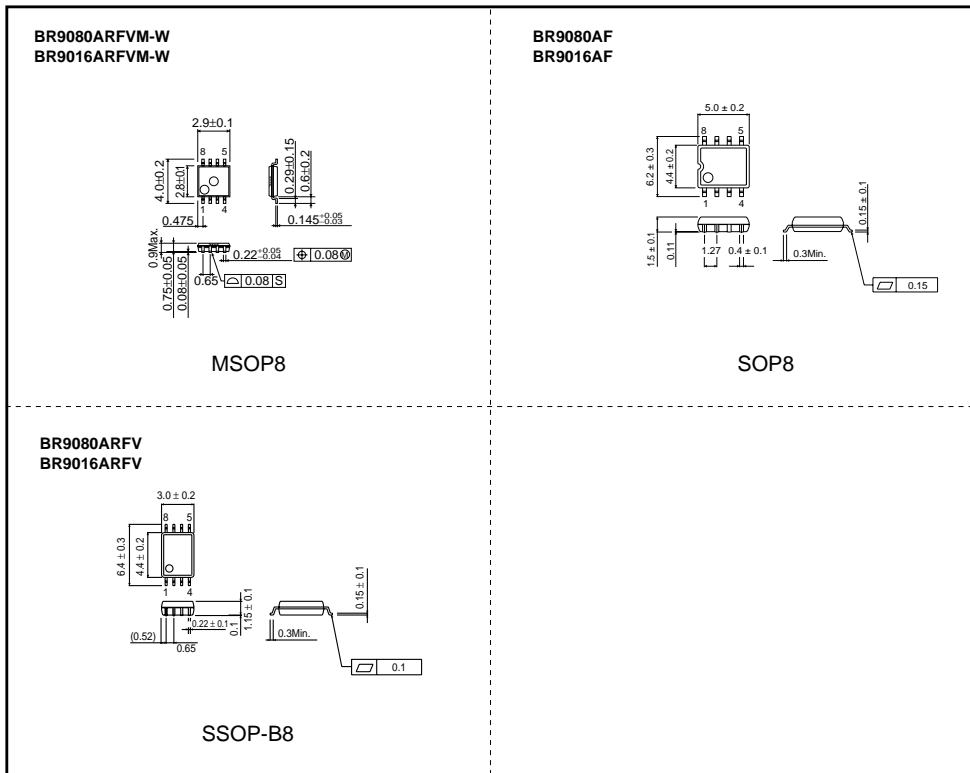 BR9080ARFVM-W
BR9016ARFVM-W
2.9±0.1
8 5
4.0±0.2
2.8±0.1
1 4
0.475
0.29±0.15
0.6±0.2
0.145+0.05−0.03
0.9Max.
0.75±0.05
0.08±0.05
0.22+0.05−0.04
⌖ 0.08Ⓜ
0.65
⌓ 0.08 S
MSOP8
BR9080AF
BR9016AF
5.0 ± 0.2
8 5
6.2 ± 0.3
4.4 ± 0.2
1 4
1.5 ± 0.1
0.11
1.27
0.4 ± 0.1
0.3Min.
0.15 ± 0.1
▱ 0.15
SOP8
BR9080ARFV
BR9016ARFV
3.0 ± 0.2
8 5
6.4 ± 0.3
4.4 ± 0.2
1 4
(0.52)
0.65
0.22 ± 0.1
0.1
1.15 ± 0.1
0.3Min.
0.15 ± 0.1
▱ 0.1
SSOP-B8